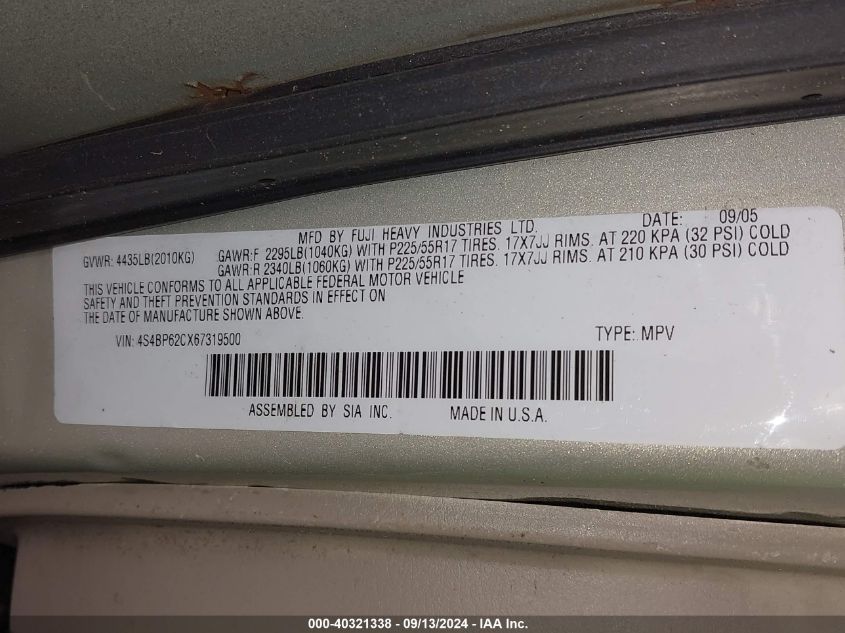 MFD BY FUJI HEAVY INDUSTRIES LTD. DATE: 09/05
GVWR: 4435LB(2010KG) GAWR:F 2295LB(1040KG) WITH P225/55R17 TIRES. 17X7JJ RIMS. AT 220 KPA (32 PSI) COLD
GAWR:R 2340LB(1060KG) WITH P225/55R17 TIRES. 17X7JJ RIMS. AT 210 KPA (30 PSI) COLD
THIS VEHICLE CONFORMS TO ALL APPLICABLE FEDERAL MOTOR VEHICLE
SAFETY AND THEFT PREVENTION STANDARDS IN EFFECT ON
THE DATE OF MANUFACTURE SHOWN ABOVE.
VIN: 4S4BP62CX67319500 TYPE: MPV
ASSEMBLED BY SIA INC. MADE IN U.S.A.
000-40321338 - 09/13/2024 - IAA Inc.